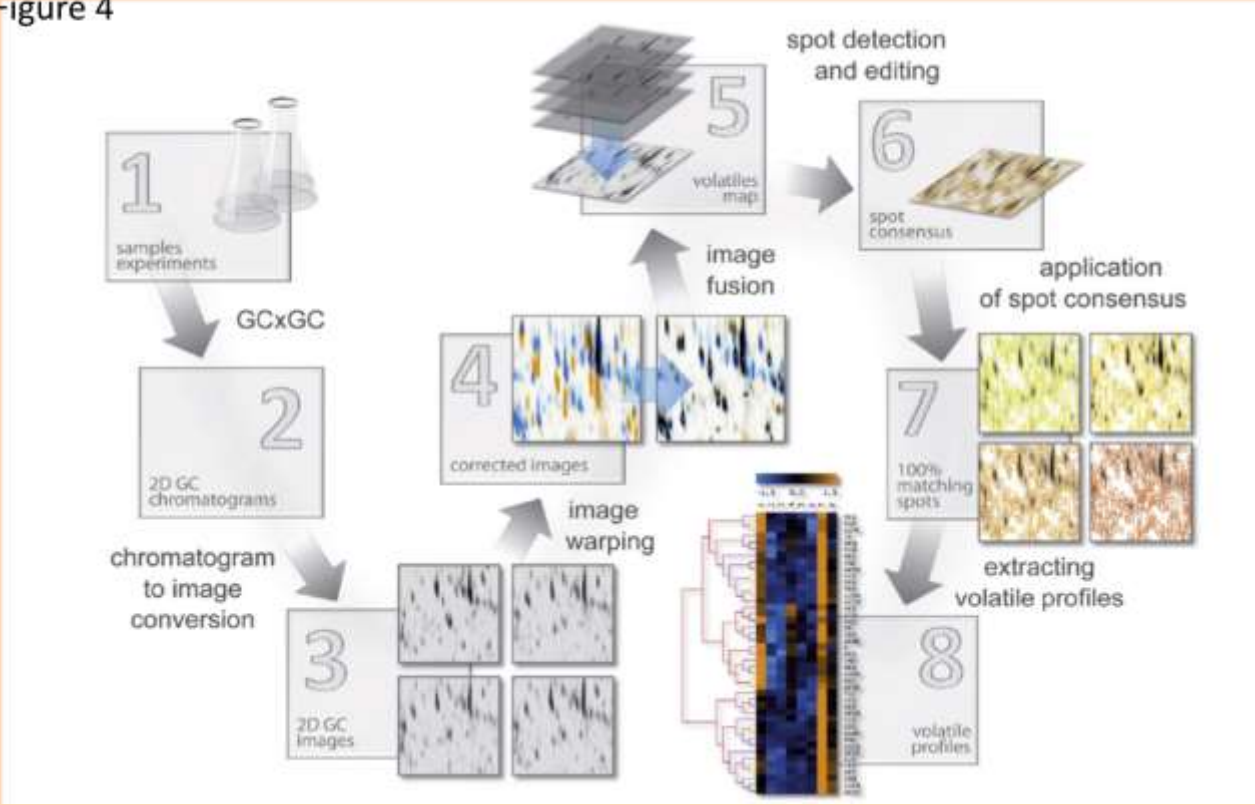 Figure 4
1
samples
experiments
GCxGC
2
2D GC
chromatograms
chromatogram
to image
conversion
3
2D GC
images
image
warping
4
corrected images
image
fusion
5
volatiles
map
spot detection
and editing
6
spot
consensus
application
of spot consensus
7
100%
matching
spots
extracting
volatile profiles
8
volatile
profiles